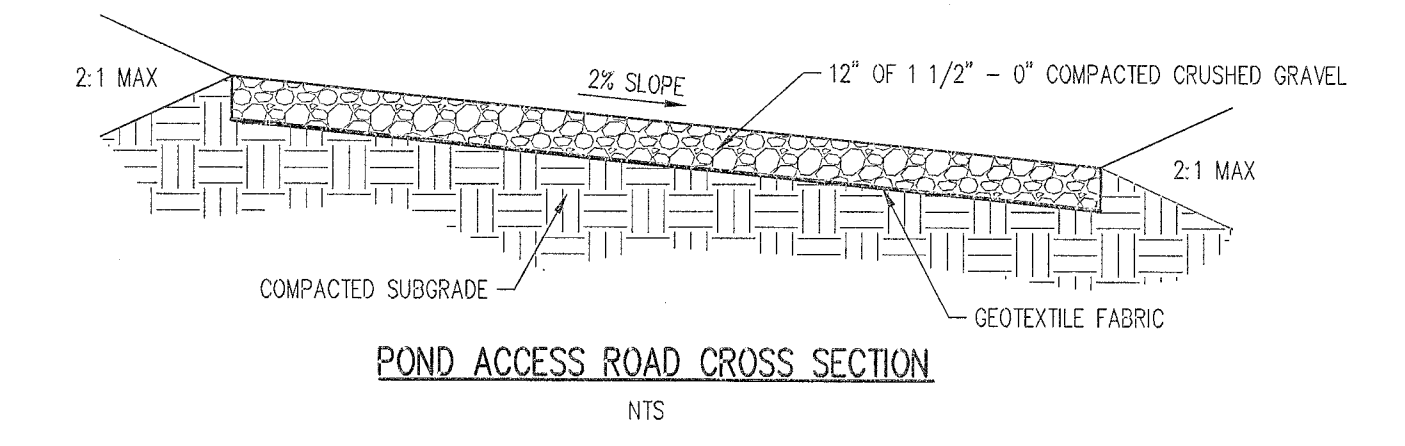 2:1 MAX
2% SLOPE
12" OF 1 1/2" - 0" COMPACTED CRUSHED GRAVEL
2:1 MAX
COMPACTED SUBGRADE
GEOTEXTILE FABRIC
POND ACCESS ROAD CROSS SECTION
NTS